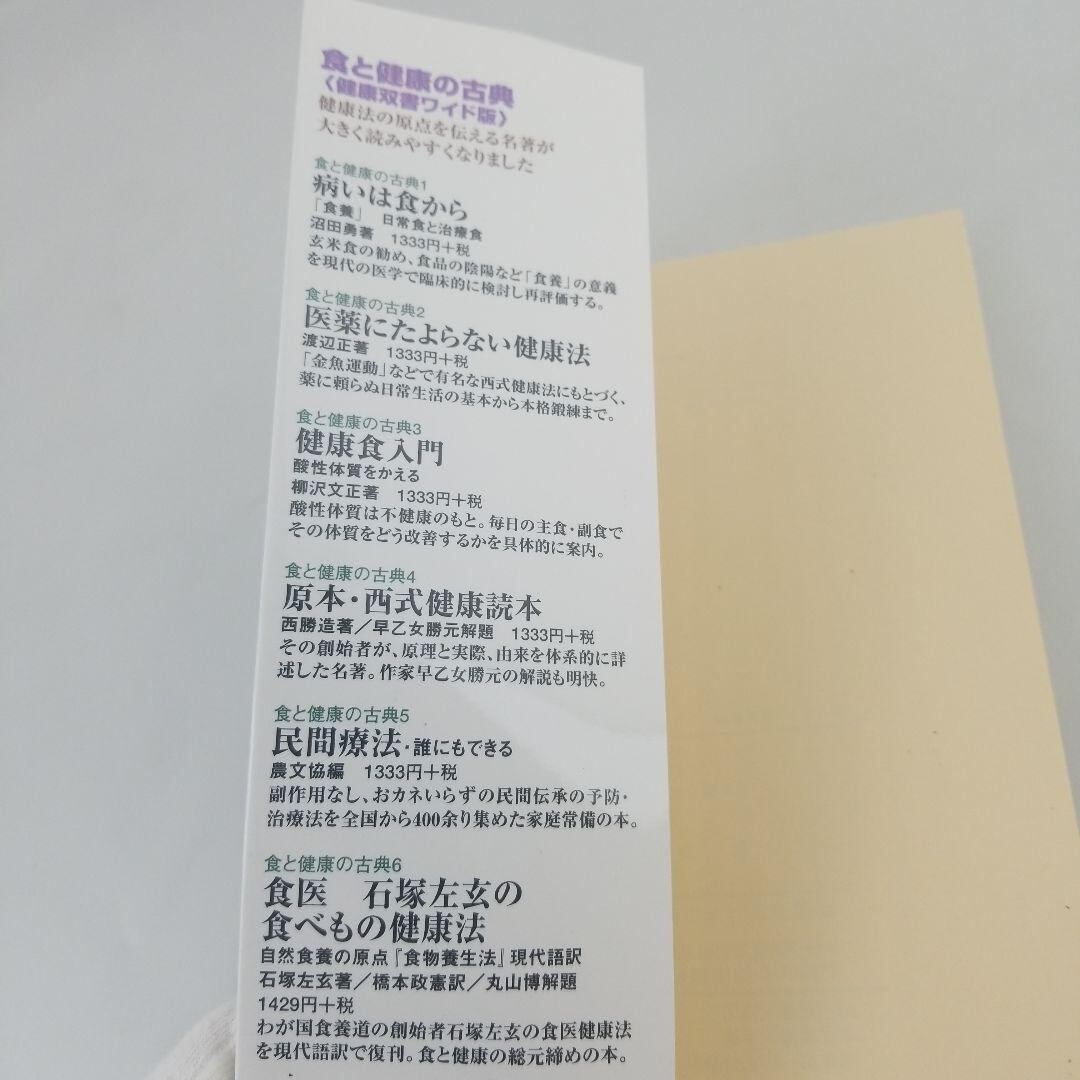 食と健康の古典
〈健康双書ワイド版〉
健康法の原点を伝える名著が
大きく読みやすくなりました
食と健康の古典1
病いは食から
「食養」 日常食と治療食
沼田勇著 1333円+税
玄米食の勧め、食品の陰陽など「食養」の意義
を現代の医学で臨床的に検討し再評価する。
食と健康の古典2
医薬にたよらない健康法
渡辺正著 1333円+税
「金魚運動」などで有名な西式健康法にもとづく、
薬に頼らぬ日常生活の基本から本格鍛練まで。
食と健康の古典3
健康食入門
酸性体質をかえる
柳沢文正著 1333円+税
酸性体質は不健康のもと。毎日の主食・副食で
その体質をどう改善するかを具体的に案内。
食と健康の古典4
原本・西式健康読本
西勝造著/早乙女勝元解題 1333円+税
その創始者が、原理と実際、由来を体系的に詳
述した名著。作家早乙女勝元の解説も明快。
食と健康の古典5
民間療法・誰にもできる
農文協編 1333円+税
副作用なし、おカネいらずの民間伝承の予防・
治療法を全国から400余り集めた家庭常備の本。
食と健康の古典6
食医 石塚左玄の
食べもの健康法
自然食養の原点『食物養生法』現代語訳
石塚左玄著/橋本政憲訳/丸山博解題
1429円+税
わが国食養道の創始者石塚左玄の食医健康法
を現代語訳で復刊。食と健康の総元締めの本。